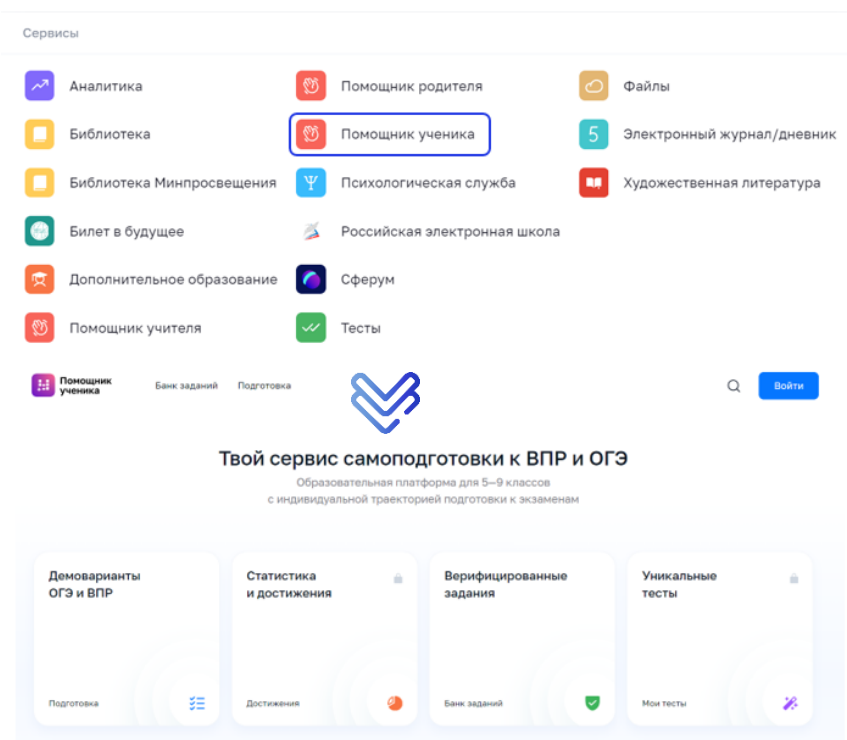 Сервисы
Аналитика
Помощник родителя
Файлы
Библиотека
Помощник ученика
5
Электронный журнал/дневник
Библиотека Минпросвещения
Ψ
Психологическая служба
Художественная литература
Билет в будущее
Российская электронная школа
Дополнительное образование
Сферум
Помощник учителя
Тесты
Помощник
ученика
Банк заданий
Подготовка
Войти
Твой сервис самоподготовки к ВПР и ОГЭ
Образовательная платформа для 5–9 классов
с индивидуальной траекторией подготовки к экзаменам
Демоварианты
ОГЭ и ВПР
Подготовка
Статистика
и достижения
Достижения
Верифицированные
задания
Банк заданий
Уникальные
тесты
Мои тесты